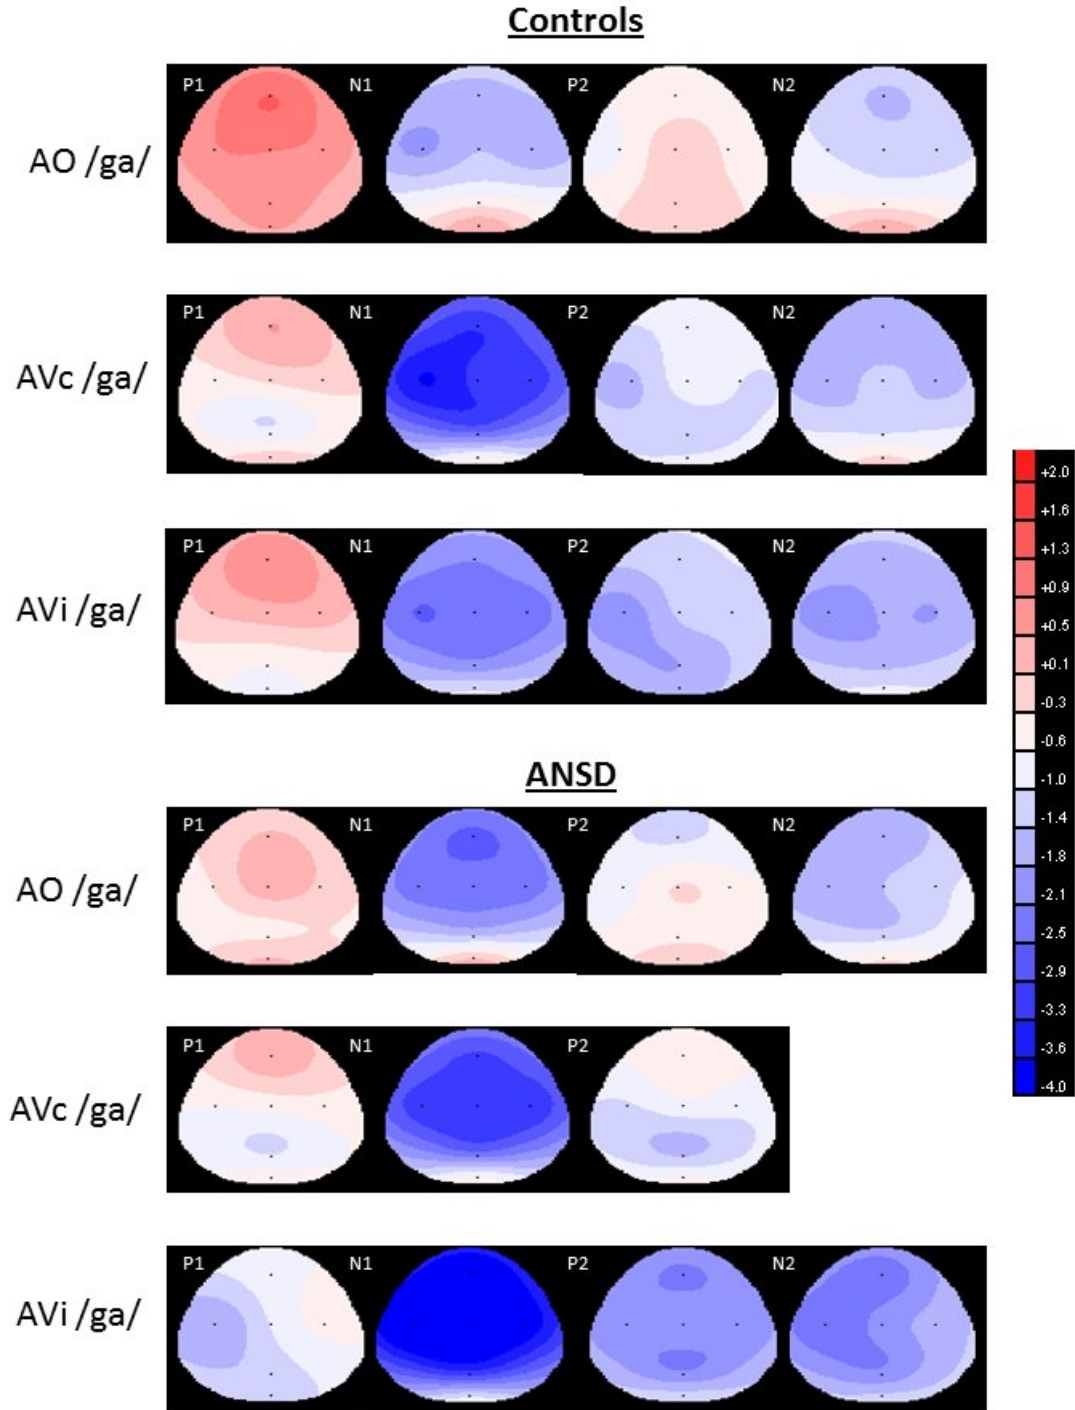 Controls
AO /ga/
P1 N1 P2 N2
AVc /ga/
P1 N1 P2 N2
AVi /ga/
P1 N1 P2 N2
ANSD
AO /ga/
P1 N1 P2 N2
AVc /ga/
P1 N1 P2
AVi /ga/
P1 N1 P2 N2
+2.0
+1.6
+1.3
+0.9
+0.5
+0.1
-0.3
-0.6
-1.0
-1.4
-1.8
-2.1
-2.5
-2.9
-3.3
-3.6
-4.0